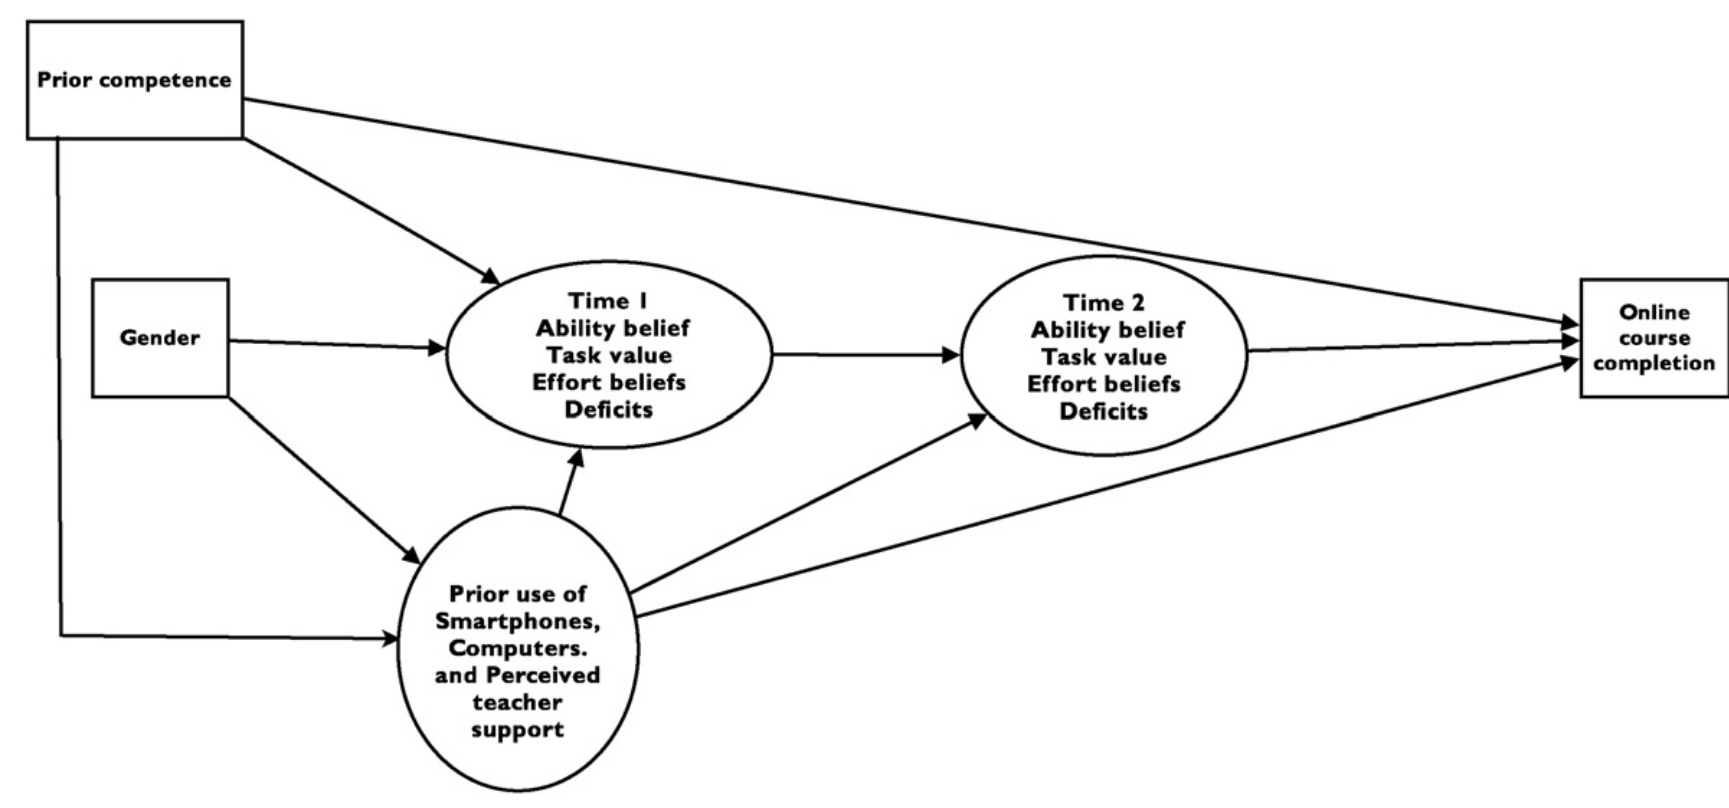 Prior competence
Gender
Time 1
Ability belief
Task value
Effort beliefs
Deficits
Time 2
Ability belief
Task value
Effort beliefs
Deficits
Online
course
completion
Prior use of
Smartphones,
Computers.
and Perceived
teacher
support